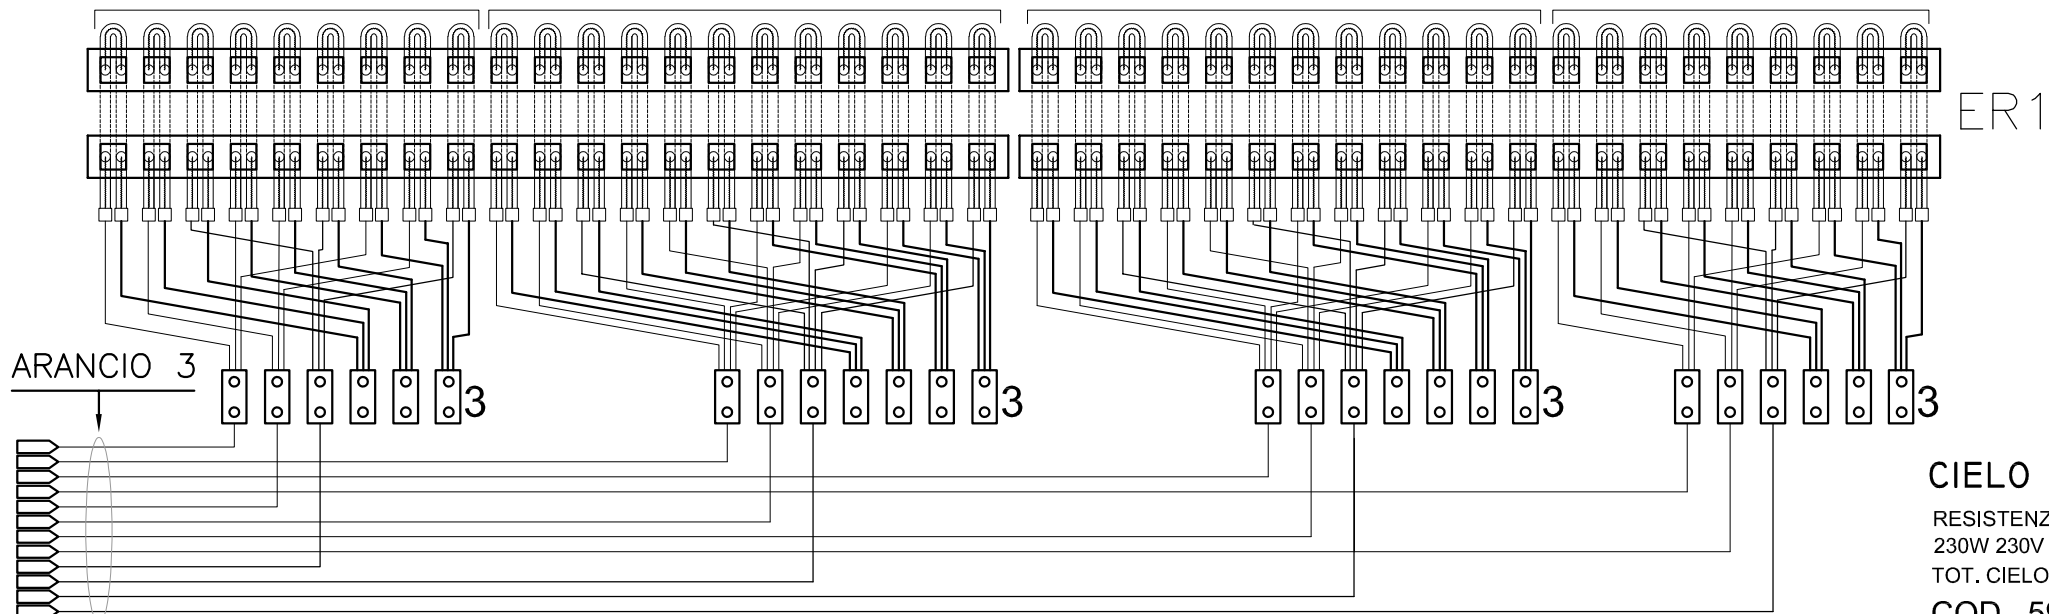 ER1
ARANCIO 3
3
3
3
3
CIELO
230W 230V
TOT. CIELO